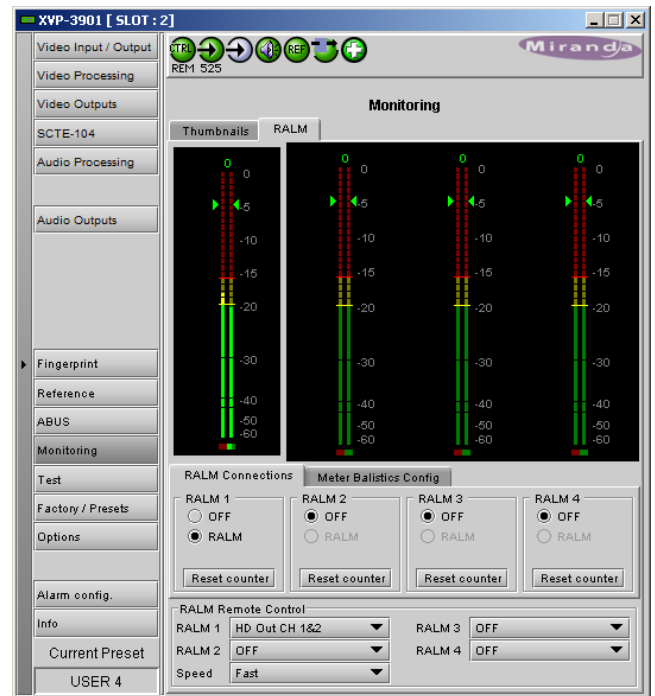 XVP-3901 [ SLOT : 2]
Video Input / Output
Video Processing
Video Outputs
SCTE-104
Audio Processing
Audio Outputs
Fingerprint
Reference
ABUS
Monitoring
Test
Factory / Presets
Options
Alarm config.
Info
Current Preset
USER 4
CTRL
REF
REM 525
Miranda
Monitoring
Thumbnails RALM
0 0 0 0
0 0 0 0
-5 -5 -5 -5
-10 -10 -10 -10
-15 -15 -15 -15
-20 -20 -20 -20
-30 -30 -30 -30
-40 -40 -40 -40
-50 -50 -50 -50
-60 -60 -60 -60
RALM Connections Meter Balistics Config
RALM 1 RALM 2 RALM 3 RALM 4
OFF OFF OFF OFF
RALM RALM RALM RALM
Reset counter Reset counter Reset counter Reset counter
RALM Remote Control
RALM 1 HD Out CH 1&2 RALM 3 OFF
RALM 2 OFF RALM 4 OFF
Speed Fast